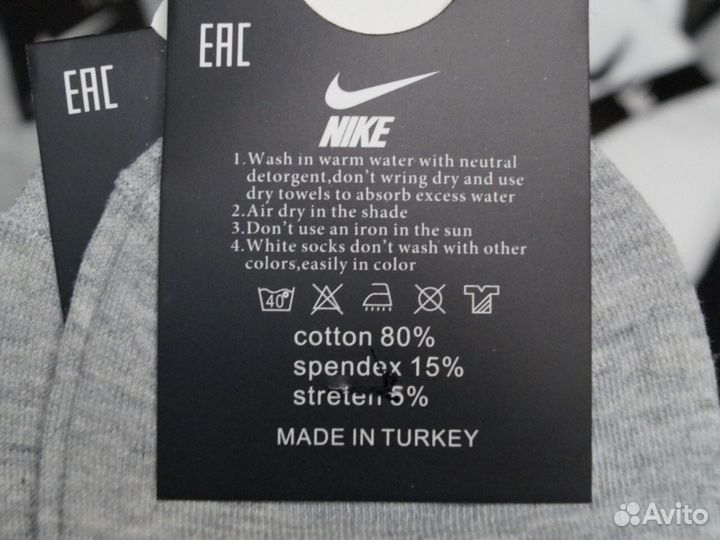 EAC
EAC
NIKE
1.Wash in warm water with neutral
detorgent,don't wring dry and use
dry towels to absorb excess water
2.Air dry in the shade
3.Don't use an iron in the sun
4.White socks don't wash with other
colors,easily in color
40°
cotton 80%
spendex 15%
streten 5%
MADE IN TURKEY
Avito